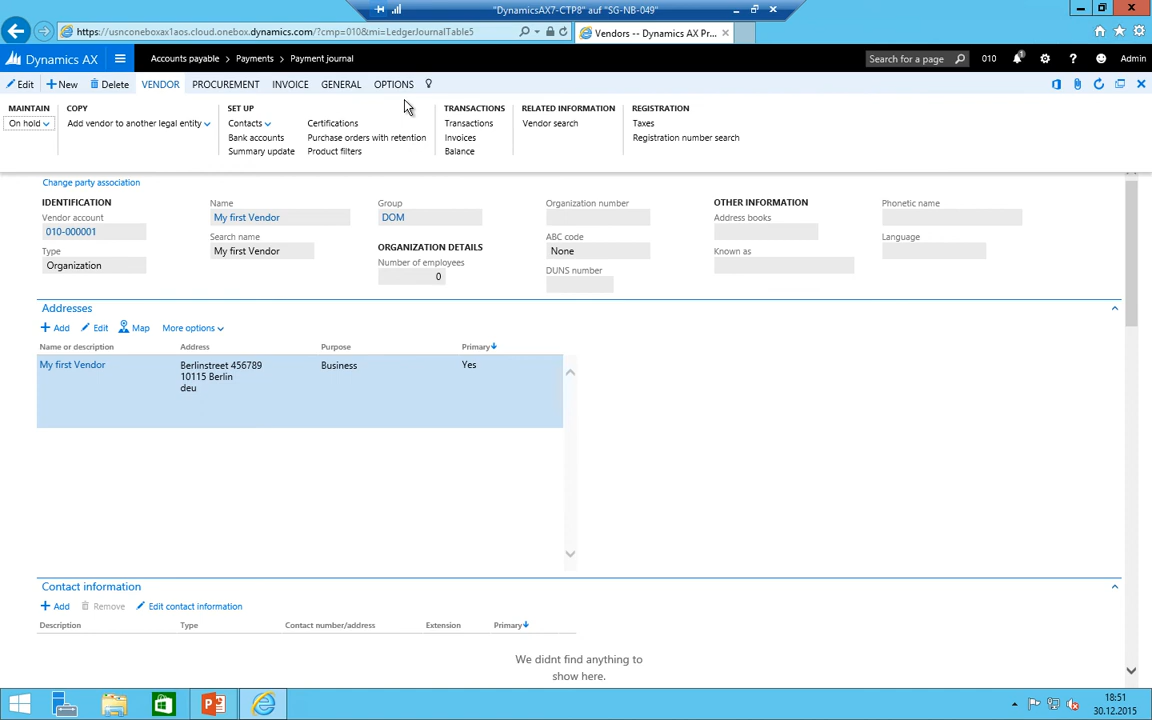 "DynamicsAX7-CTP8" auf "SG-NB-049"
https://usnconeboxax1aos.cloud.onebox.dynamics.com/?cmp=010&mi=LedgerJournalTable5
Vendors -- Dynamics AX Pr...
Dynamics AX
Accounts payable > Payments > Payment journal
Search for a page
010
1
Admin
Edit + New Delete VENDOR PROCUREMENT INVOICE GENERAL OPTIONS
MAINTAIN
On hold
COPY
Add vendor to another legal entity
SET UP
Contacts
Bank accounts
Summary update
Certifications
Purchase orders with retention
Product filters
TRANSACTIONS
Transactions
Invoices
Balance
RELATED INFORMATION
Vendor search
REGISTRATION
Taxes
Registration number search
Change party association
IDENTIFICATION
Vendor account
010-000001
Type
Organization
Name
My first Vendor
Search name
My first Vendor
Group
DOM
ORGANIZATION DETAILS
Number of employees
0
Organization number
ABC code
None
DUNS number
OTHER INFORMATION
Address books
Known as
Phonetic name
Language
Addresses
+ Add Edit Map More options
Name or description Address Purpose Primary
My first Vendor Berlinstreet 456789 Business Yes
10115 Berlin
deu
Contact information
+ Add Remove Edit contact information
Description Type Contact number/address Extension Primary
We didnt find anything to
show here.
18:51
30.12.2015